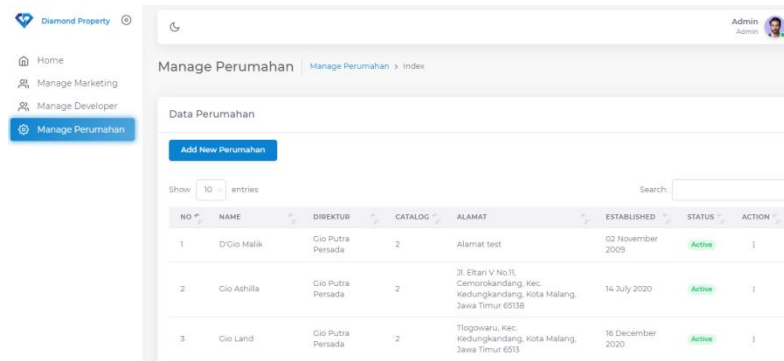 Diamond Property
Home
Manage Marketing
Manage Developer
Manage Perumahan
Admin
Admin
Manage Perumahan
Manage Perumahan > Index
Data Perumahan
Add New Perumahan
Show 10 entries
Search:
NO NAME DIREKTUR CATALOG ALAMAT ESTABLISHED STATUS ACTION
1 D'Gio Malik Gio Putra Persada 2 Alamat test 02 November 2009 Active
2 Gio Ashilla Gio Putra Persada 2 Jl. Eltari V No.11, Cemorokandang, Kec. Kedungkandang, Kota Malang, Jawa Timur 65138 14 July 2020 Active
3 Gio Land Gio Putra Persada 2 Tlogowaru, Kec. Kedungkandang, Kota Malang, Jawa Timur 6513 16 December 2020 Active